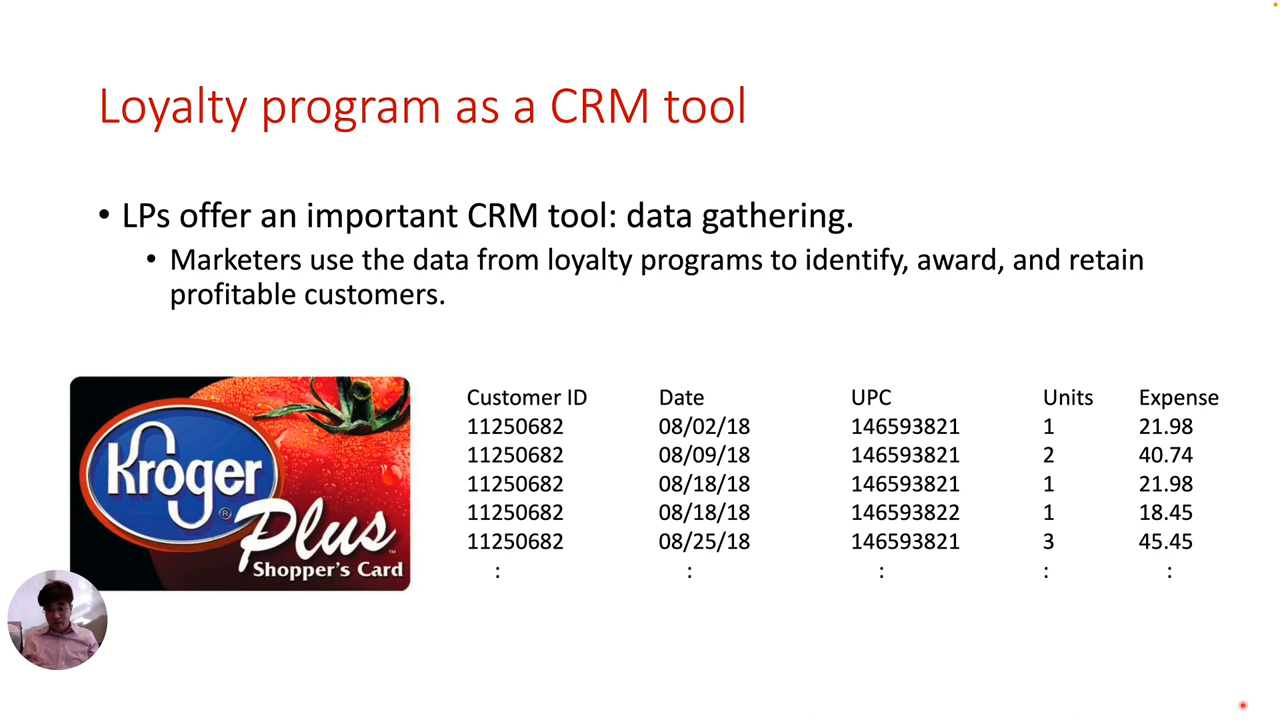 Loyalty program as a CRM tool
• LPs offer an important CRM tool: data gathering.
• Marketers use the data from loyalty programs to identify, award, and retain
profitable customers.
Kroger ®
Plus ™
Shopper's Card
Customer ID Date UPC Units Expense
11250682 08/02/18 146593821 1 21.98
11250682 08/09/18 146593821 2 40.74
11250682 08/18/18 146593821 1 21.98
11250682 08/18/18 146593822 1 18.45
11250682 08/25/18 146593821 3 45.45
: : : : :